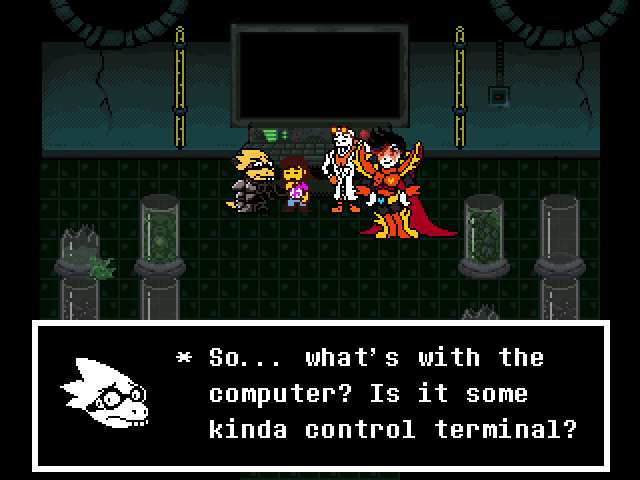 * So... what's with the
computer? Is it some
kinda control terminal?